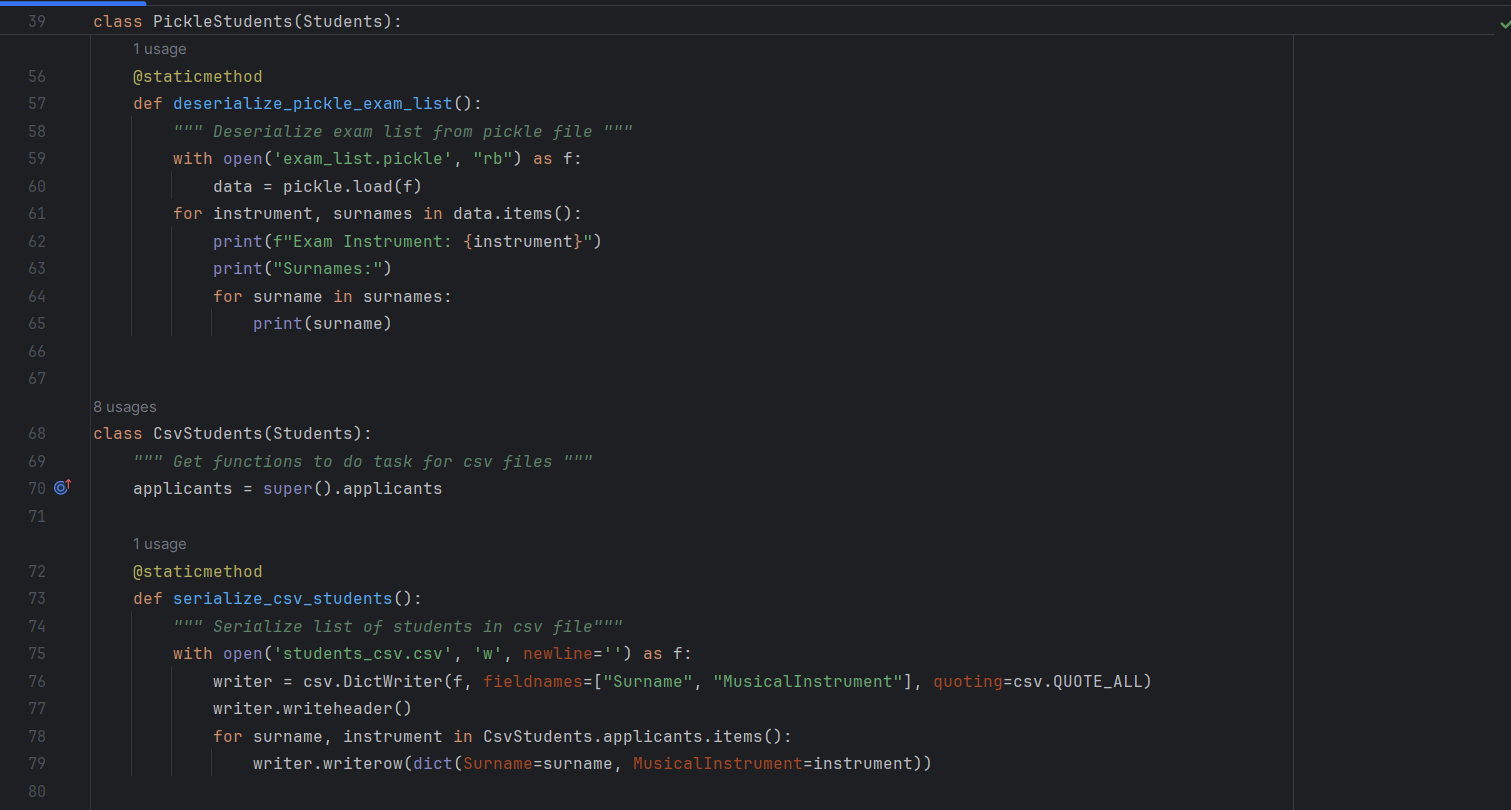 39 class PickleStudents(Students):
1 usage
56 @staticmethod
57 def deserialize_pickle_exam_list():
58 """ Deserialize exam list from pickle file """
59 with open('exam_list.pickle', "rb") as f:
60 data = pickle.load(f)
61 for instrument, surnames in data.items():
62 print(f"Exam Instrument: {instrument}")
63 print("Surnames:")
64 for surname in surnames:
65 print(surname)
66
67
8 usages
68 class CsvStudents(Students):
69 """ Get functions to do task for csv files """
70 applicants = super().applicants
71
1 usage
72 @staticmethod
73 def serialize_csv_students():
74 """ Serialize list of students in csv file"""
75 with open('students_csv.csv', 'w', newline='') as f:
76 writer = csv.DictWriter(f, fieldnames=["Surname", "MusicalInstrument"], quoting=csv.QUOTE_ALL)
77 writer.writeheader()
78 for surname, instrument in CsvStudents.applicants.items():
79 writer.writerow(dict(Surname=surname, MusicalInstrument=instrument))
80